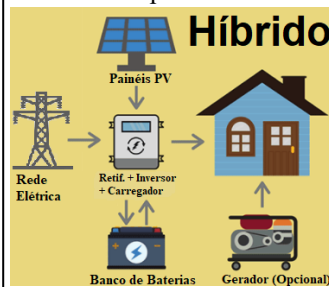 Híbrido
Painéis PV
Rede
Elétrica
Retif. + Inversor
+ Carregador
Banco de Baterias
Gerador (Opcional)